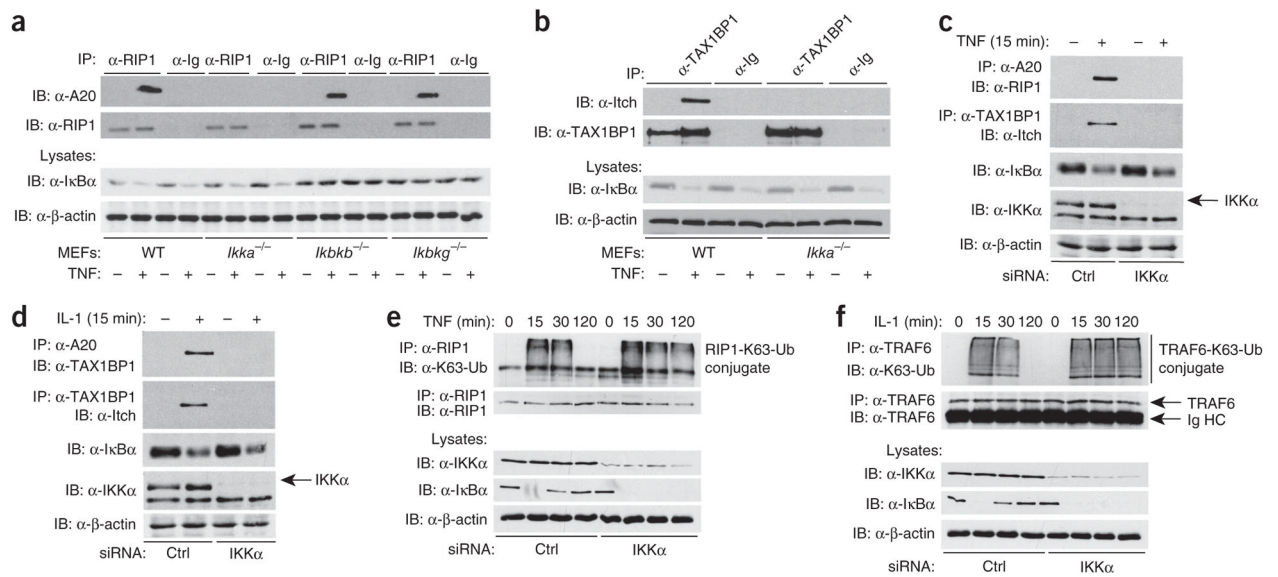 a
IP: α-RIP1 α-Ig α-RIP1 α-Ig α-RIP1 α-Ig α-RIP1 α-Ig
IB: α-A20
IB: α-RIP1
Lysates:
IB: α-IκBα
IB: α-β-actin
MEFs: WT Ikka–/– Ikbkb–/– Ikbkg–/–
TNF: – + – + – + – + – + – + – + – +
b
IP: α-TAX1BP1 α-Ig α-TAX1BP1 α-Ig
IB: α-Itch
IB: α-TAX1BP1
Lysates:
IB: α-IκBα
IB: α-β-actin
MEFs: WT Ikka–/–
TNF: – + – + – + – +
c
TNF (15 min): – + – +
IP: α-A20
IB: α-RIP1
IP: α-TAX1BP1
IB: α-Itch
IB: α-IκBα
IB: α-IKKα
IKKα
IB: α-β-actin
siRNA: Ctrl IKKα
d
IL-1 (15 min): – + – +
IP: α-A20
IB: α-TAX1BP1
IP: α-TAX1BP1
IB: α-Itch
IB: α-IκBα
IB: α-IKKα
IKKα
IB: α-β-actin
siRNA: Ctrl IKKα
e
TNF (min): 0 15 30 120 0 15 30 120
IP: α-RIP1
IB: α-K63-Ub
RIP1-K63-Ub
conjugate
IP: α-RIP1
IB: α-RIP1
Lysates:
IB: α-IKKα
IB: α-IκBα
IB: α-β-actin
siRNA: Ctrl IKKα
f
IL-1 (min): 0 15 30 120 0 15 30 120
IP: α-TRAF6
IB: α-K63-Ub
TRAF6-K63-Ub
conjugate
IP: α-TRAF6
IB: α-TRAF6
TRAF6
Ig HC
Lysates:
IB: α-IKKα
IB: α-IκBα
IB: α-β-actin
siRNA: Ctrl IKKα